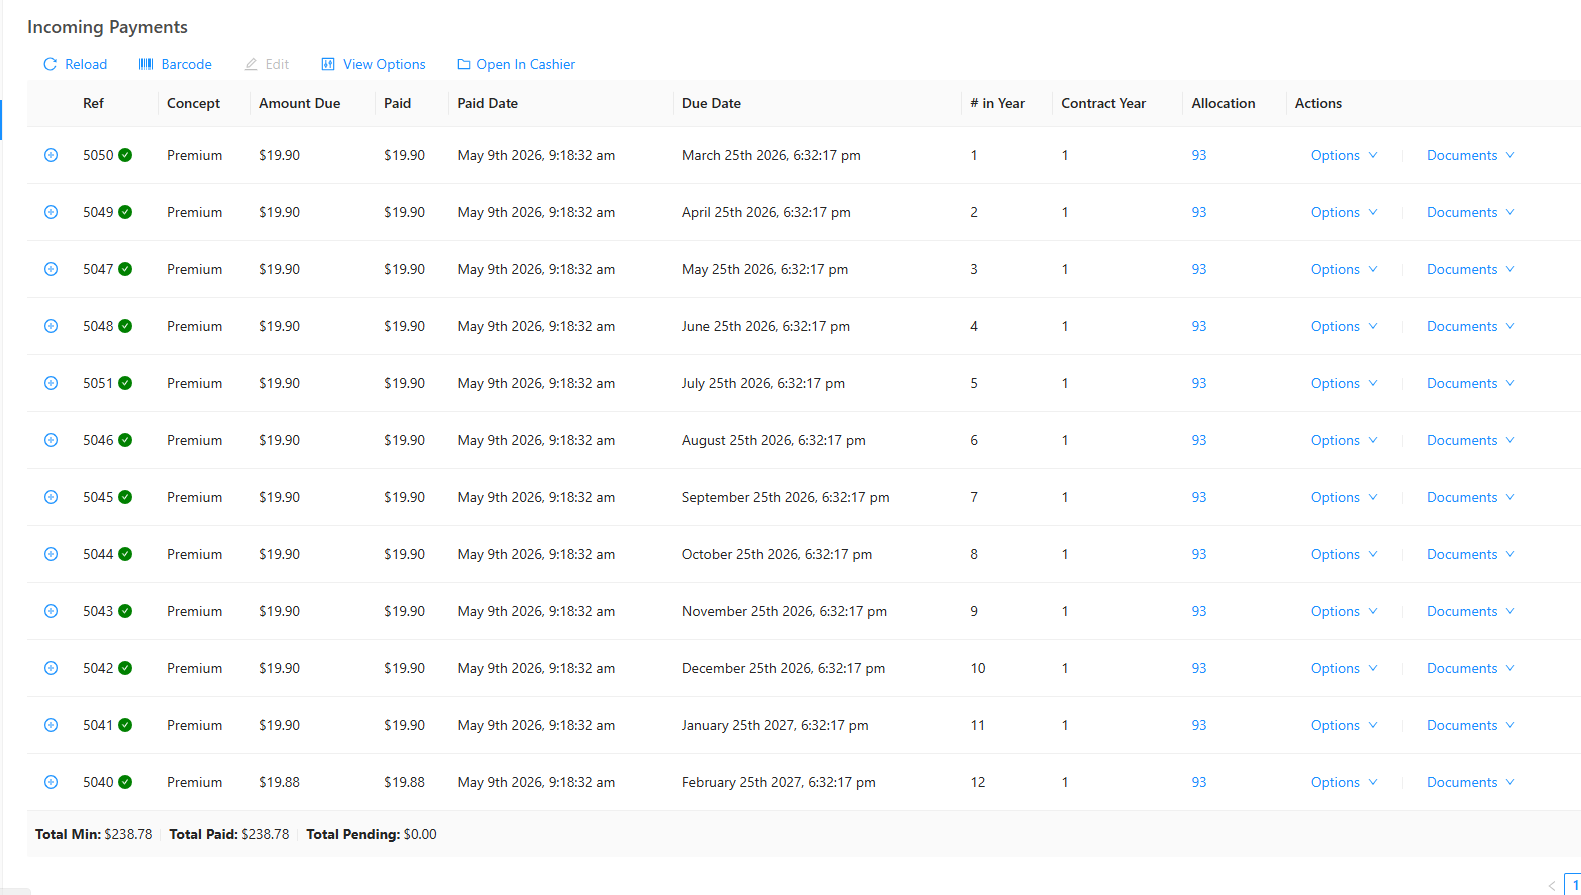 Incoming Payments
Reload Barcode Edit View Options Open In Cashier
Ref Concept Amount Due Paid Paid Date Due Date # in Year Contract Year Allocation Actions
5050 Premium $19.90 $19.90 May 9th 2026, 9:18:32 am March 25th 2026, 6:32:17 pm 1 1 93 Options Documents
5049 Premium $19.90 $19.90 May 9th 2026, 9:18:32 am April 25th 2026, 6:32:17 pm 2 1 93 Options Documents
5047 Premium $19.90 $19.90 May 9th 2026, 9:18:32 am May 25th 2026, 6:32:17 pm 3 1 93 Options Documents
5048 Premium $19.90 $19.90 May 9th 2026, 9:18:32 am June 25th 2026, 6:32:17 pm 4 1 93 Options Documents
5051 Premium $19.90 $19.90 May 9th 2026, 9:18:32 am July 25th 2026, 6:32:17 pm 5 1 93 Options Documents
5046 Premium $19.90 $19.90 May 9th 2026, 9:18:32 am August 25th 2026, 6:32:17 pm 6 1 93 Options Documents
5045 Premium $19.90 $19.90 May 9th 2026, 9:18:32 am September 25th 2026, 6:32:17 pm 7 1 93 Options Documents
5044 Premium $19.90 $19.90 May 9th 2026, 9:18:32 am October 25th 2026, 6:32:17 pm 8 1 93 Options Documents
5043 Premium $19.90 $19.90 May 9th 2026, 9:18:32 am November 25th 2026, 6:32:17 pm 9 1 93 Options Documents
5042 Premium $19.90 $19.90 May 9th 2026, 9:18:32 am December 25th 2026, 6:32:17 pm 10 1 93 Options Documents
5041 Premium $19.90 $19.90 May 9th 2026, 9:18:32 am January 25th 2027, 6:32:17 pm 11 1 93 Options Documents
5040 Premium $19.88 $19.88 May 9th 2026, 9:18:32 am February 25th 2027, 6:32:17 pm 12 1 93 Options Documents
Total Min: $238.78 Total Paid: $238.78 Total Pending: $0.00
1